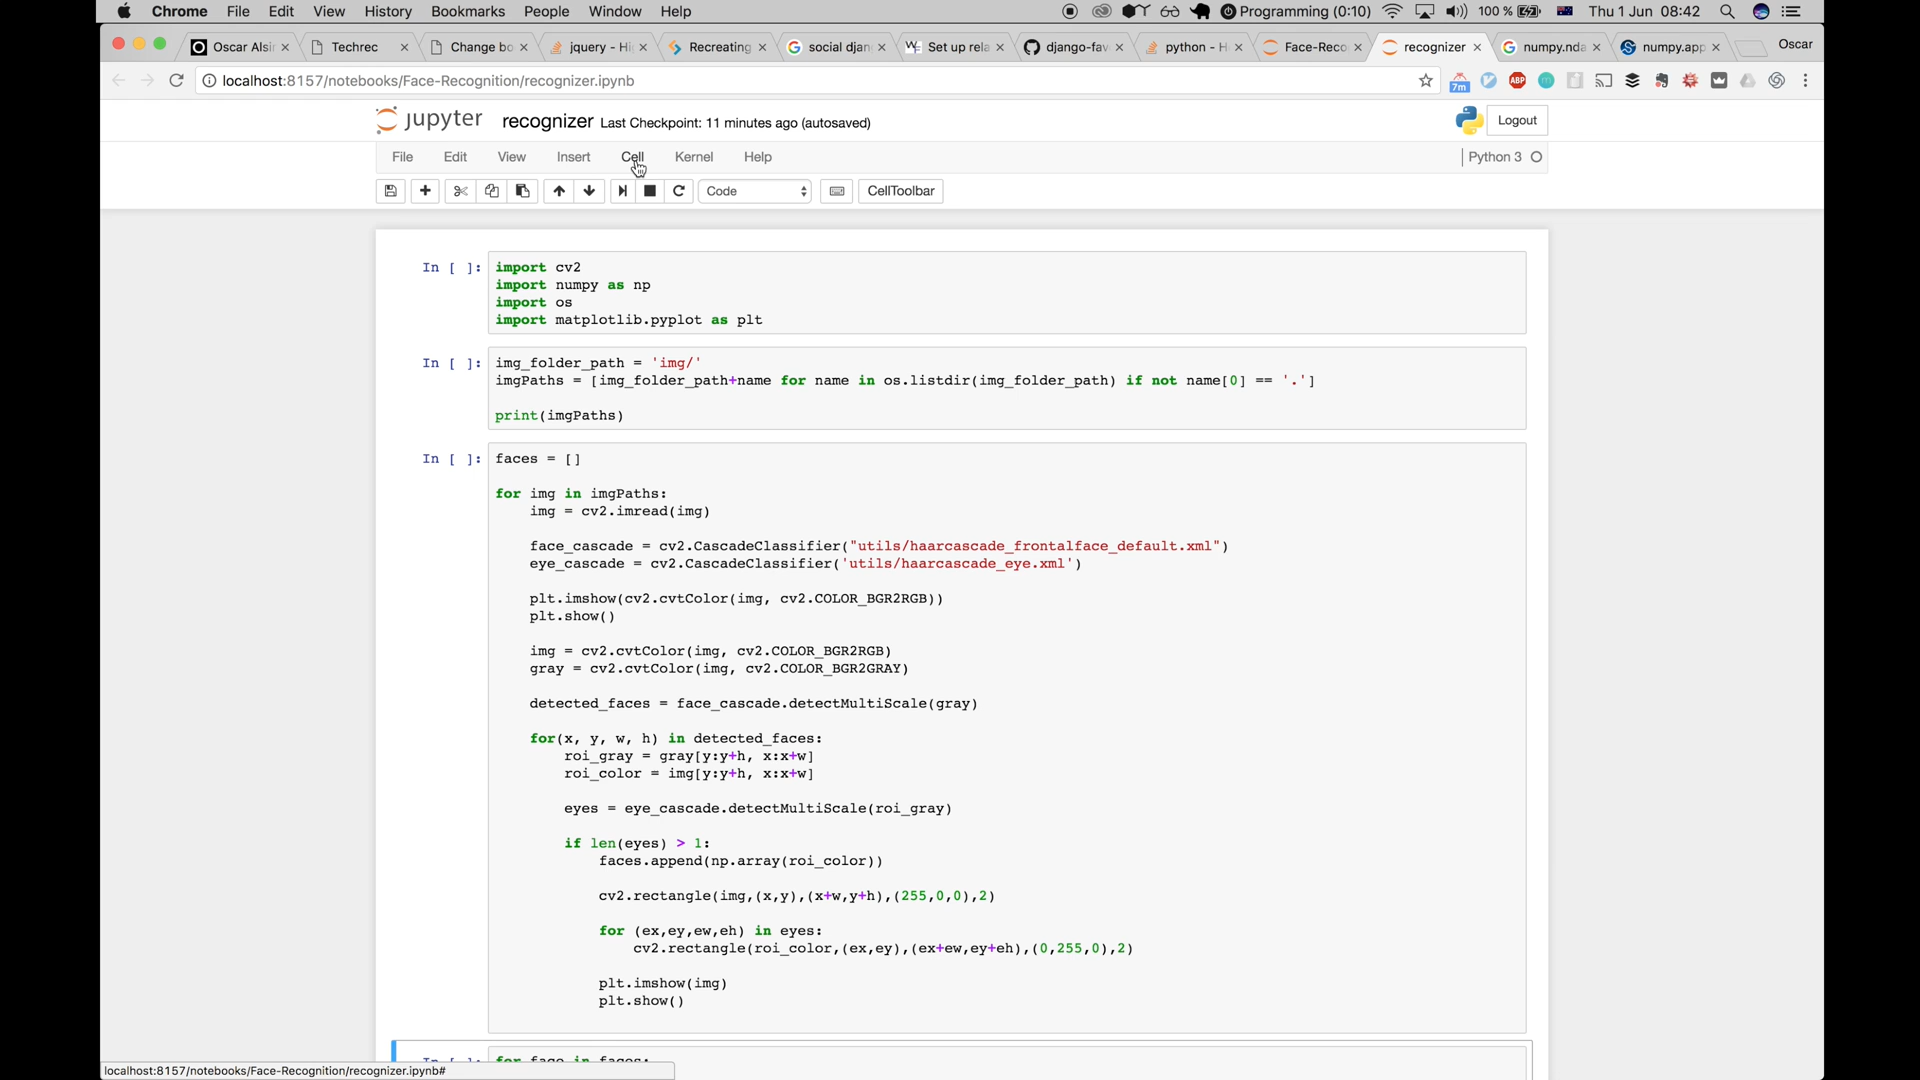 Chrome File Edit View History Bookmarks People Window Help Programming (0:10) 100 % Thu 1 Jun 08:42
Oscar Alsin Techrec Change bo jquery - Hi Recreating social djan Set up rela django-fav python - H Face-Reco recognizer numpy.nda numpy.app Oscar
localhost:8157/notebooks/Face-Recognition/recognizer.ipynb 7m ABP
jupyter recognizer Last Checkpoint: 11 minutes ago (autosaved) Logout
File Edit View Insert Cell Kernel Help Python 3
Code CellToolbar
In [ ]: import cv2
import numpy as np
import os
import matplotlib.pyplot as plt
In [ ]: img_folder_path = 'img/'
imgPaths = [img_folder_path+name for name in os.listdir(img_folder_path) if not name[0] == '.']
print(imgPaths)
In [ ]: faces = []
for img in imgPaths:
img = cv2.imread(img)
face_cascade = cv2.CascadeClassifier("utils/haarcascade_frontalface_default.xml")
eye_cascade = cv2.CascadeClassifier('utils/haarcascade_eye.xml')
plt.imshow(cv2.cvtColor(img, cv2.COLOR_BGR2RGB))
plt.show()
img = cv2.cvtColor(img, cv2.COLOR_BGR2RGB)
gray = cv2.cvtColor(img, cv2.COLOR_BGR2GRAY)
detected_faces = face_cascade.detectMultiScale(gray)
for(x, y, w, h) in detected_faces:
roi_gray = gray[y:y+h, x:x+w]
roi_color = img[y:y+h, x:x+w]
eyes = eye_cascade.detectMultiScale(roi_gray)
if len(eyes) > 1:
faces.append(np.array(roi_color))
cv2.rectangle(img,(x,y),(x+w,y+h),(255,0,0),2)
for (ex,ey,ew,eh) in eyes:
cv2.rectangle(roi_color,(ex,ey),(ex+ew,ey+eh),(0,255,0),2)
plt.imshow(img)
plt.show()
In [ ]: for face in faces:
localhost:8157/notebooks/Face-Recognition/recognizer.ipynb#